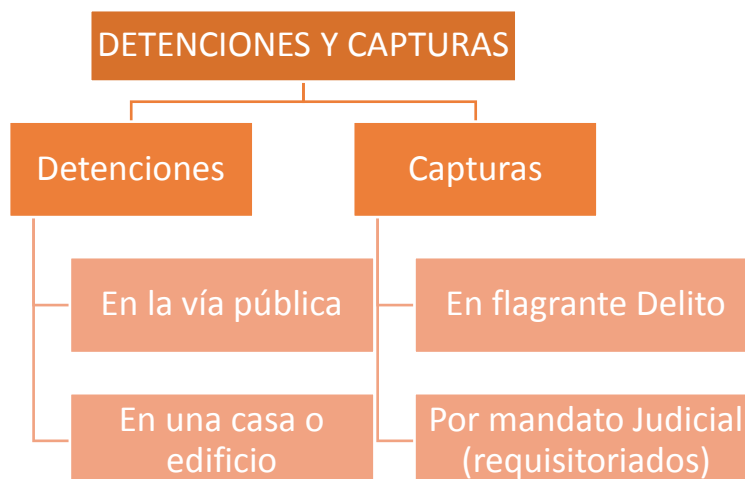 DETENCIONES Y CAPTURAS
Detenciones
En la vía pública
En una casa o
edificio
Capturas
En flagrante Delito
Por mandato Judicial
(requisitoriados)